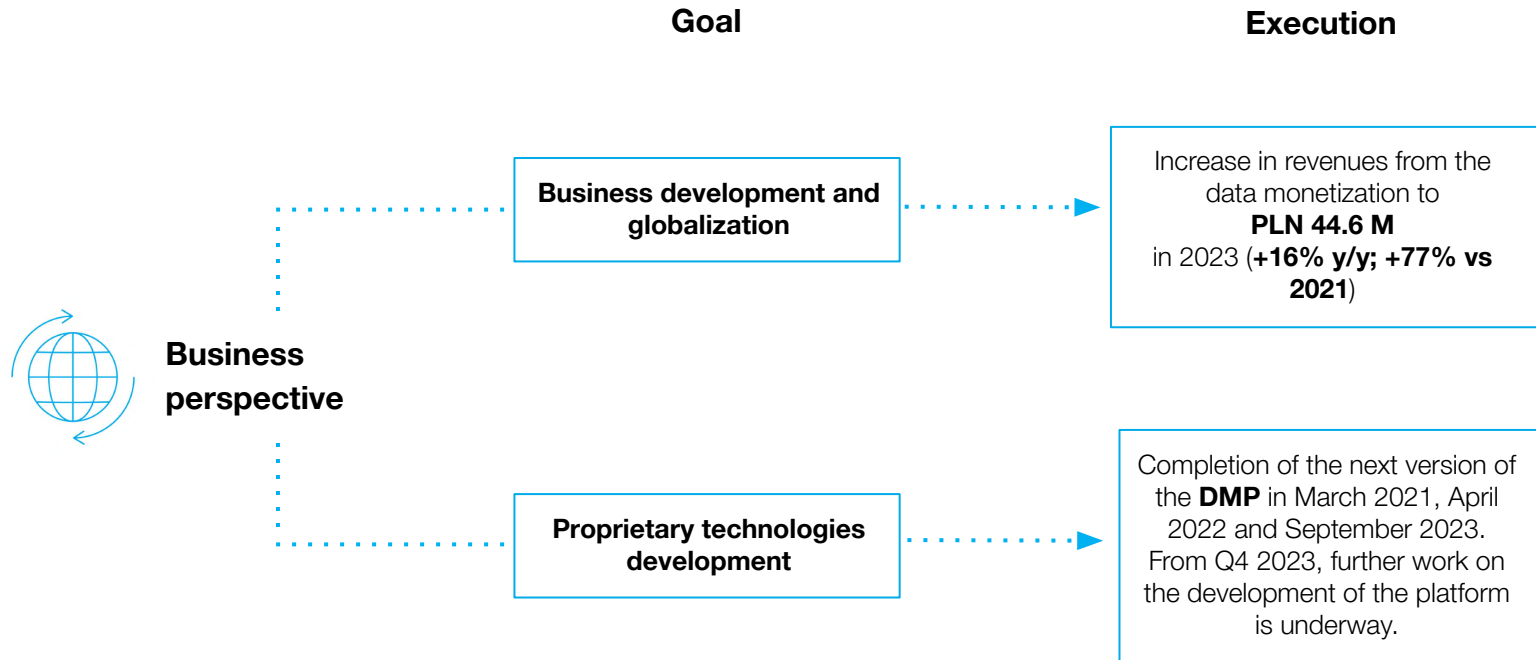 Goal
Execution
Business
perspective
Business development and
globalization
Increase in revenues from the
data monetization to
PLN 44.6 M
in 2023 (+16% y/y; +77% vs
2021)
Proprietary technologies
development
Completion of the next version of
the DMP in March 2021, April
2022 and September 2023.
From Q4 2023, further work on
the development of the platform
is underway.